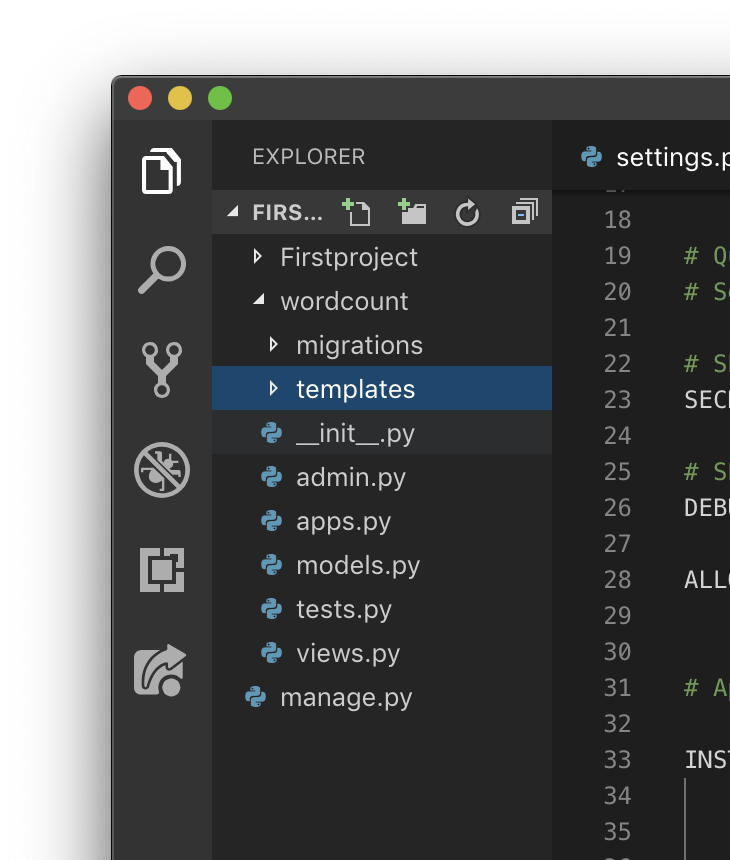 EXPLORER
FIRS...
Firstproject
wordcount
migrations
templates
__init__.py
admin.py
apps.py
models.py
tests.py
views.py
manage.py
settings.p
18
19 # Q
20 # S
21
22 # S
23 SEC
24
25 # S
26 DEB
27
28 ALL
29
30
31 # A
32
33 INS
34
35